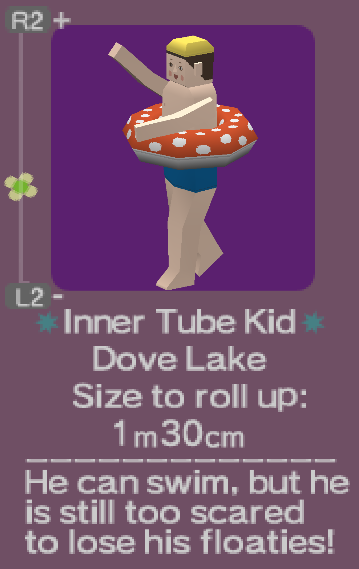 R2 +
L2 -
Inner Tube Kid
Dove Lake
Size to roll up:
1m30cm
He can swim, but he
is still too scared
to lose his floaties!